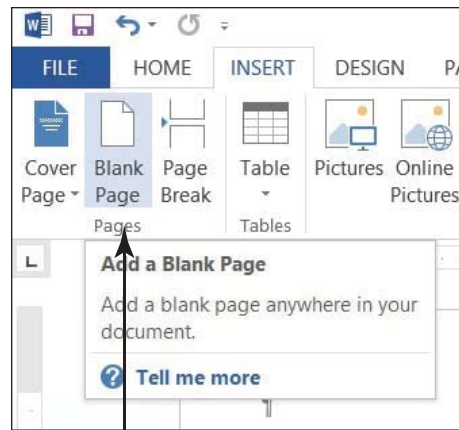 W
FILE HOME INSERT DESIGN PA
Cover Blank Page Table Pictures Online
Page Page Break Pictures
Pages Tables
L
Add a Blank Page
Add a blank page anywhere in your
document.
? Tell me more
¶